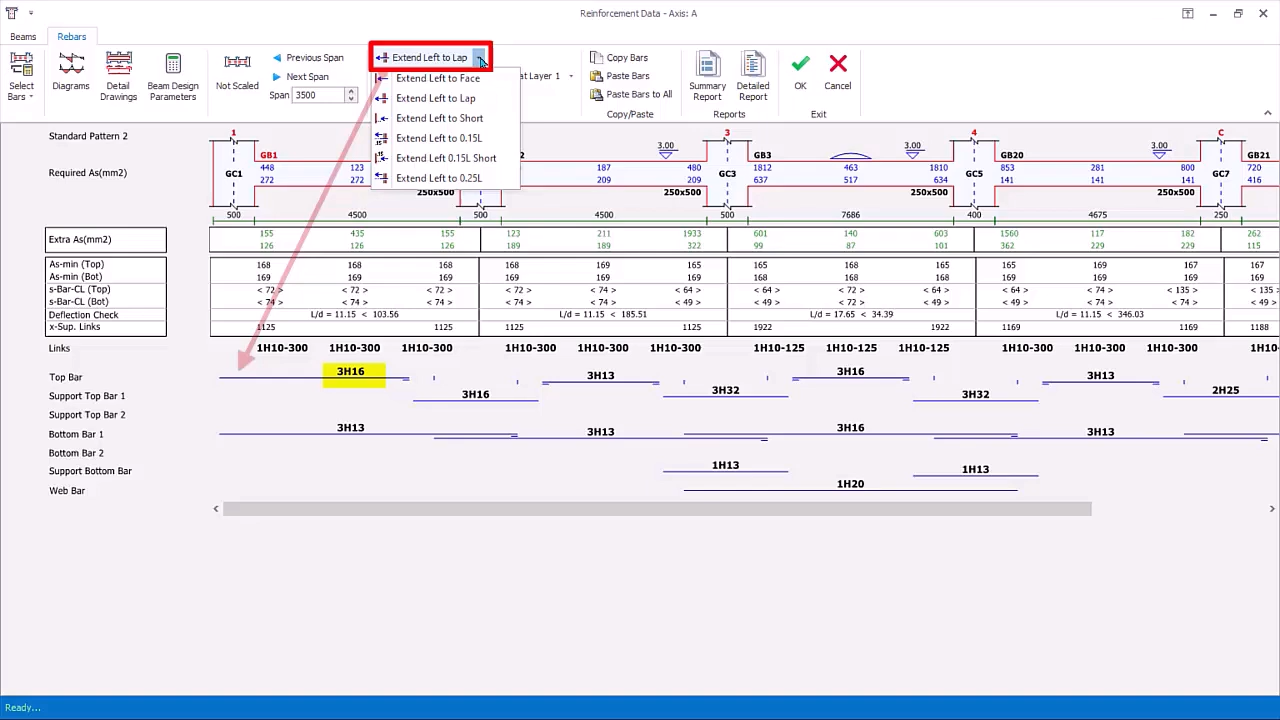 Reinforcement Data - Axis: A
Beams Rebars
Select Bars
Diagrams
Detail Drawings
Beam Design Parameters
Not Scaled
Previous Span
Next Span
Span 3500
Extend Left to Lap
Extend Left to Face
Extend Left to Lap
Extend Left to Short
Extend Left to 0.15L
Extend Left 0.15L Short
Extend Left to 0.25L
at Layer 1
Copy Bars
Paste Bars
Paste Bars to All
Copy/Paste
Summary Report
Detailed Report
Reports
OK
Cancel
Exit
Standard Pattern 2
1 3 4 C
GB1 2 3.00 GB3 3.00 GB20 3.00 GB21
Required As(mm2)
448 123 187 480 1812 463 1810 853 281 800 720
GC1 GC3 GC5 GC7
272 272 209 209 637 517 634 141 141 141 416
250x500 250x500 250x500 250x500
500 4500 500 4500 500 7686 400 4675 250
Extra As(mm2)
155 435 155 123 211 1933 601 140 603 1560 117 182 262
126 126 126 189 189 322 99 87 101 362 229 229 115
As-min (Top) 168 168 168 168 169 165 165 168 165 165 169 167 167
As-min (Bot) 169 169 169 169 169 169 168 168 168 169 169 169 169
s-Bar-CL (Top) < 72 > < 72 > < 72 > < 74 > < 74 > < 64 > < 64 > < 72 > < 64 > < 64 > < 74 > < 135 > < 135 >
s-Bar-CL (Bot) < 74 > < 74 > < 74 > < 74 > < 74 > < 49 > < 49 > < 72 > < 49 > < 49 > < 74 > < 74 > < 49 >
Deflection Check L/d = 11.15 < 103.56 L/d = 11.15 < 185.51 L/d = 17.65 < 34.39 L/d = 11.15 < 346.03
x-Sup. Links 1125 1125 1125 1125 1922 1922 1169 1169 1188
Links 1H10-300 1H10-300 1H10-300 1H10-300 1H10-300 1H10-300 1H10-125 1H10-125 1H10-125 1H10-300 1H10-300 1H10-300 1H10-300
Top Bar 3H16 3H13 3H16 3H13
Support Top Bar 1 3H16 3H32 3H32 2H25
Support Top Bar 2
Bottom Bar 1 3H13 3H13 3H16 3H13
Bottom Bar 2
Support Bottom Bar 1H13 1H13
Web Bar 1H20
Ready...